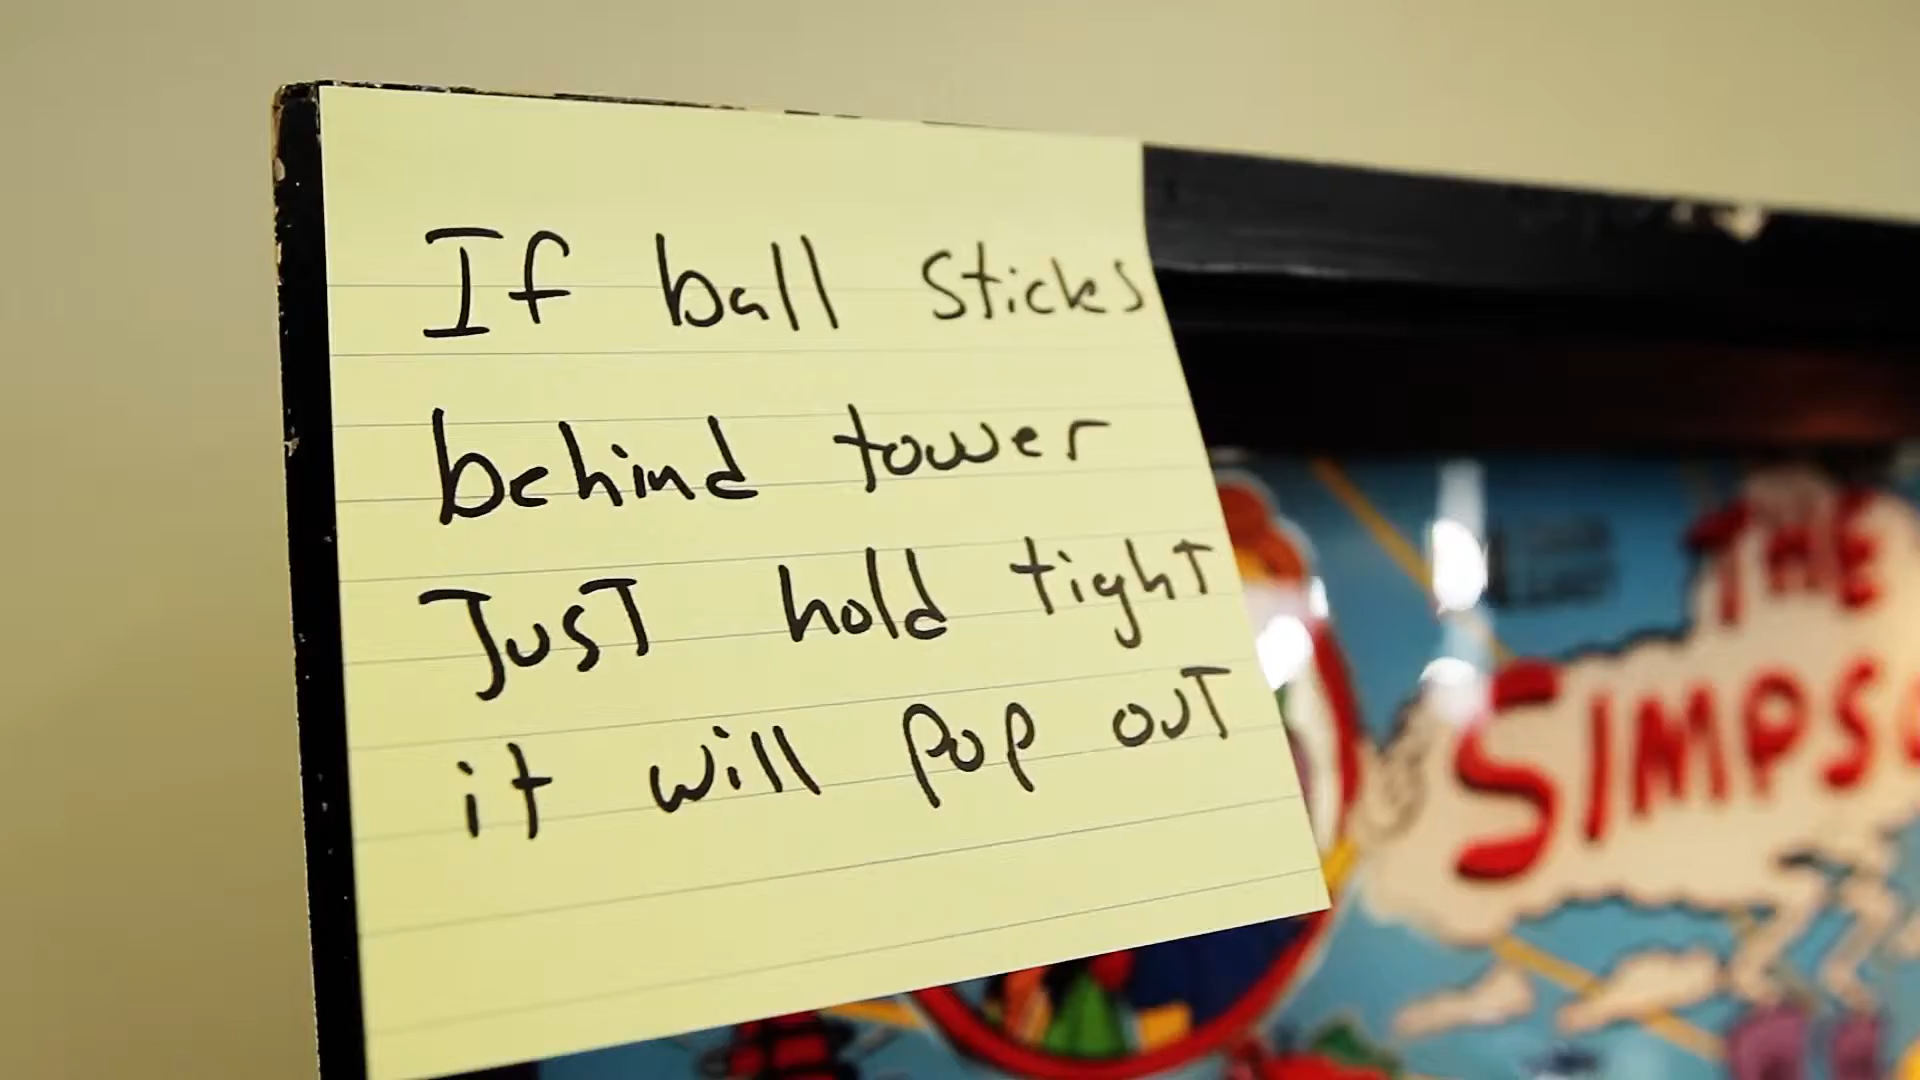 If ball sticks
behind tower
Just hold tight
it will pop out
THE
SIMPS